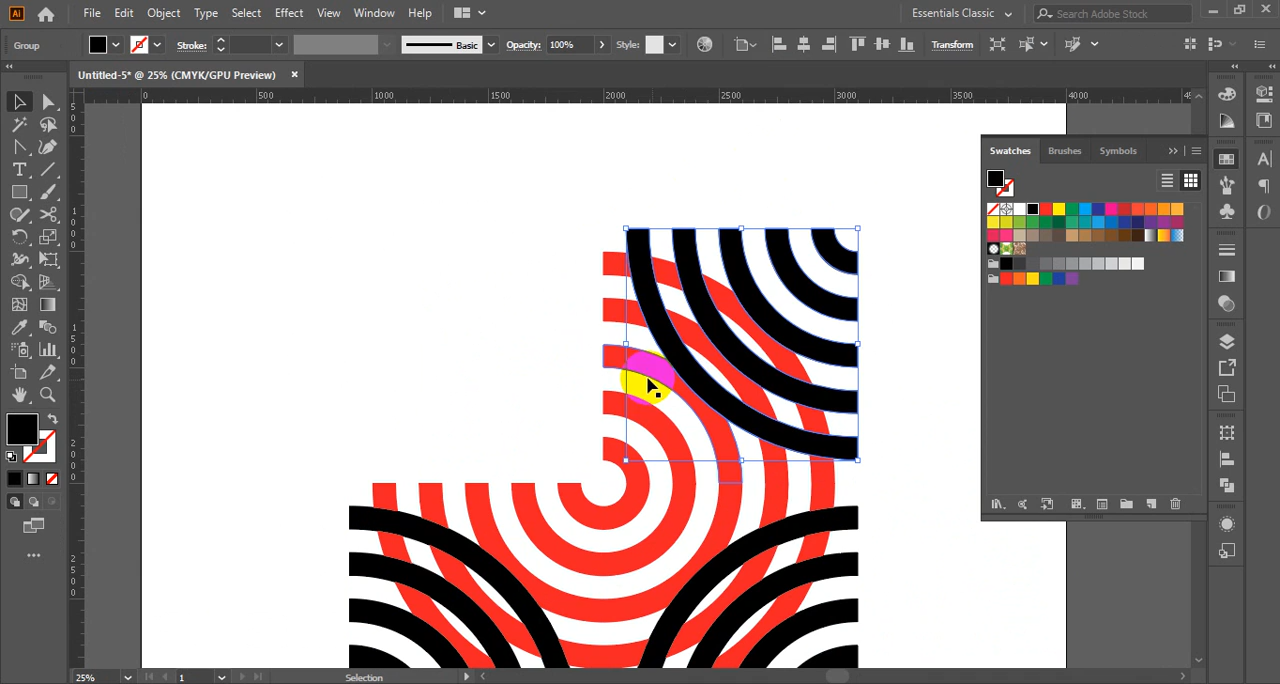 Ai File Edit Object Type Select Effect View Window Help Essentials Classic Search Adobe Stock
Group Stroke: Basic Opacity: 100% Style: Transform
Untitled-5* @ 25% (CMYK/GPU Preview)
0 500 1000 1500 2000 2500 3000 3500 4000
Swatches Brushes Symbols
25% 1 Selection